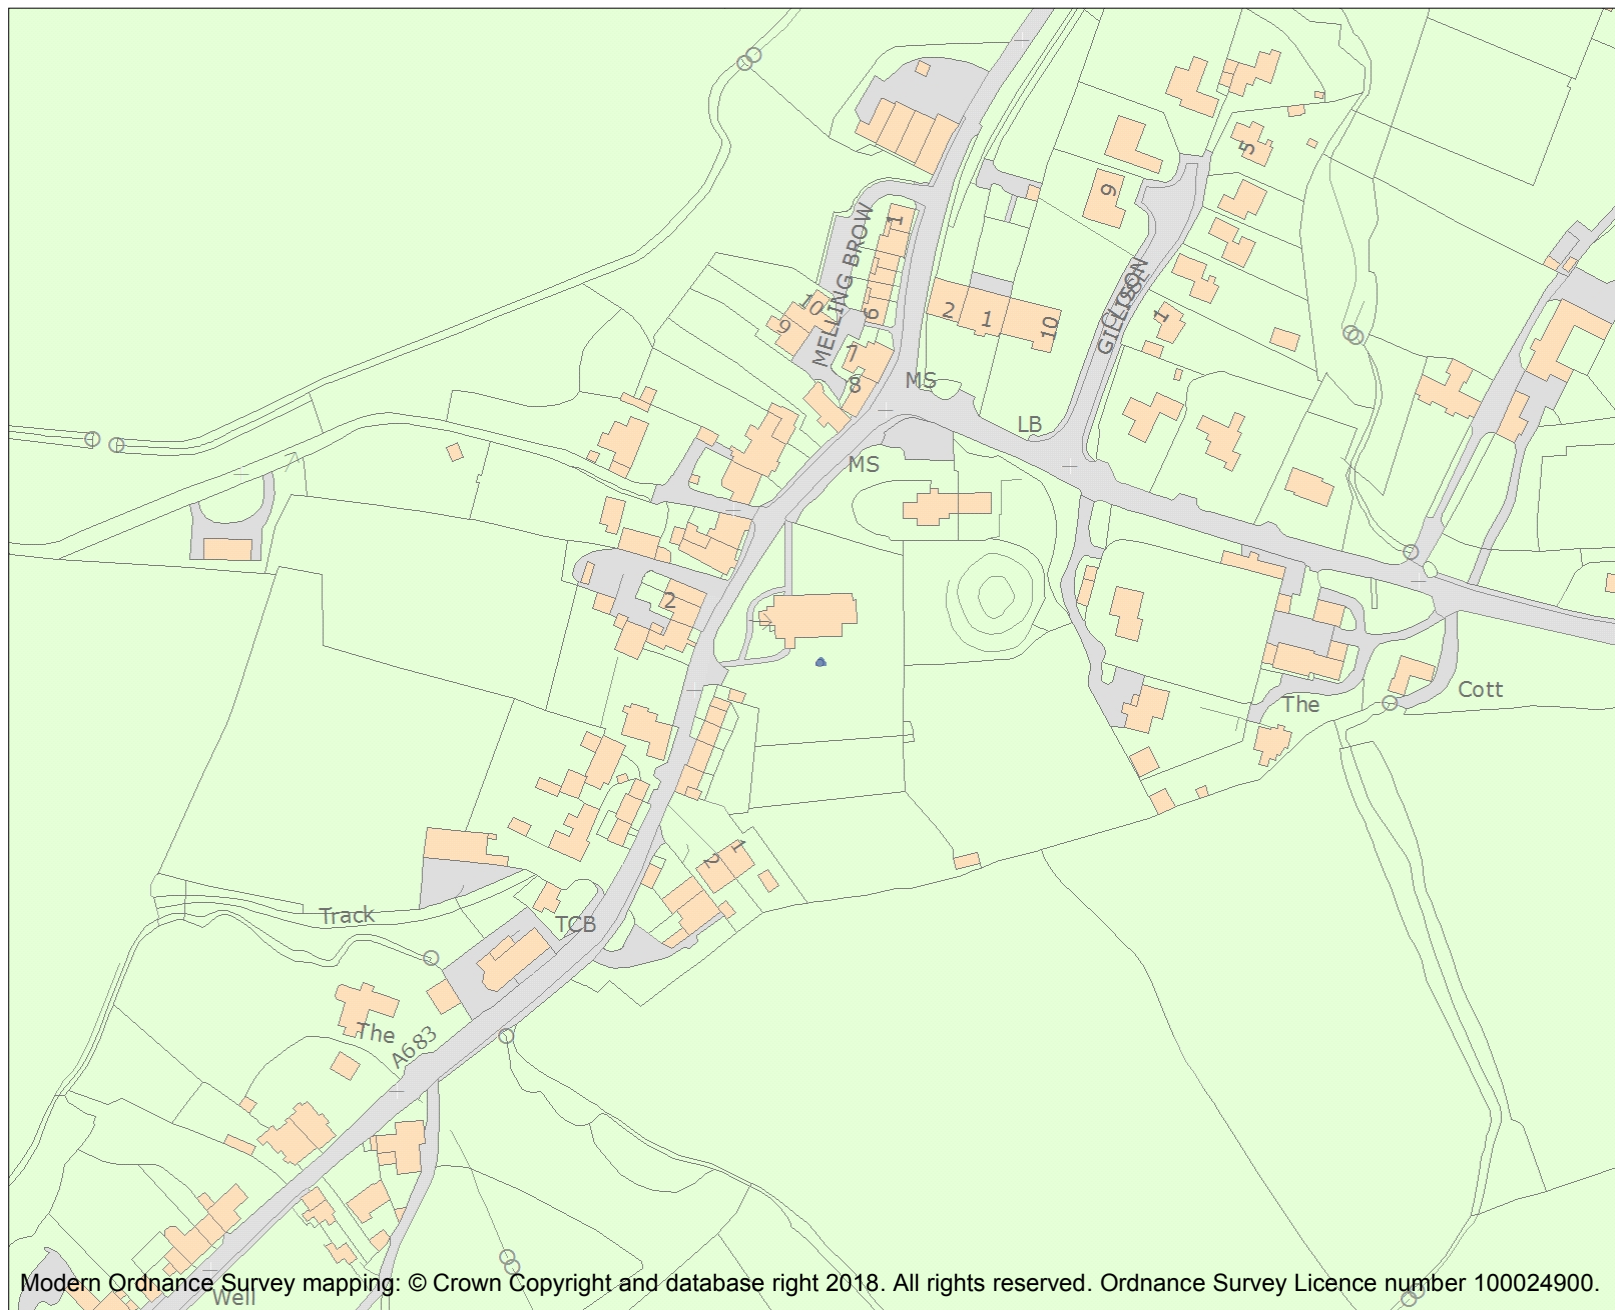 5
9
1
MELLING BROW
10
9
6
2
1
10
GILLISON
CLOSE
1
7
8
MS
LB
MS
2
The
Cott
1
2
Track
TCB
The
A683
Well
Modern Ordnance Survey mapping: © Crown Copyright and database right 2018. All rights reserved. Ordnance Survey Licence number 100024900.